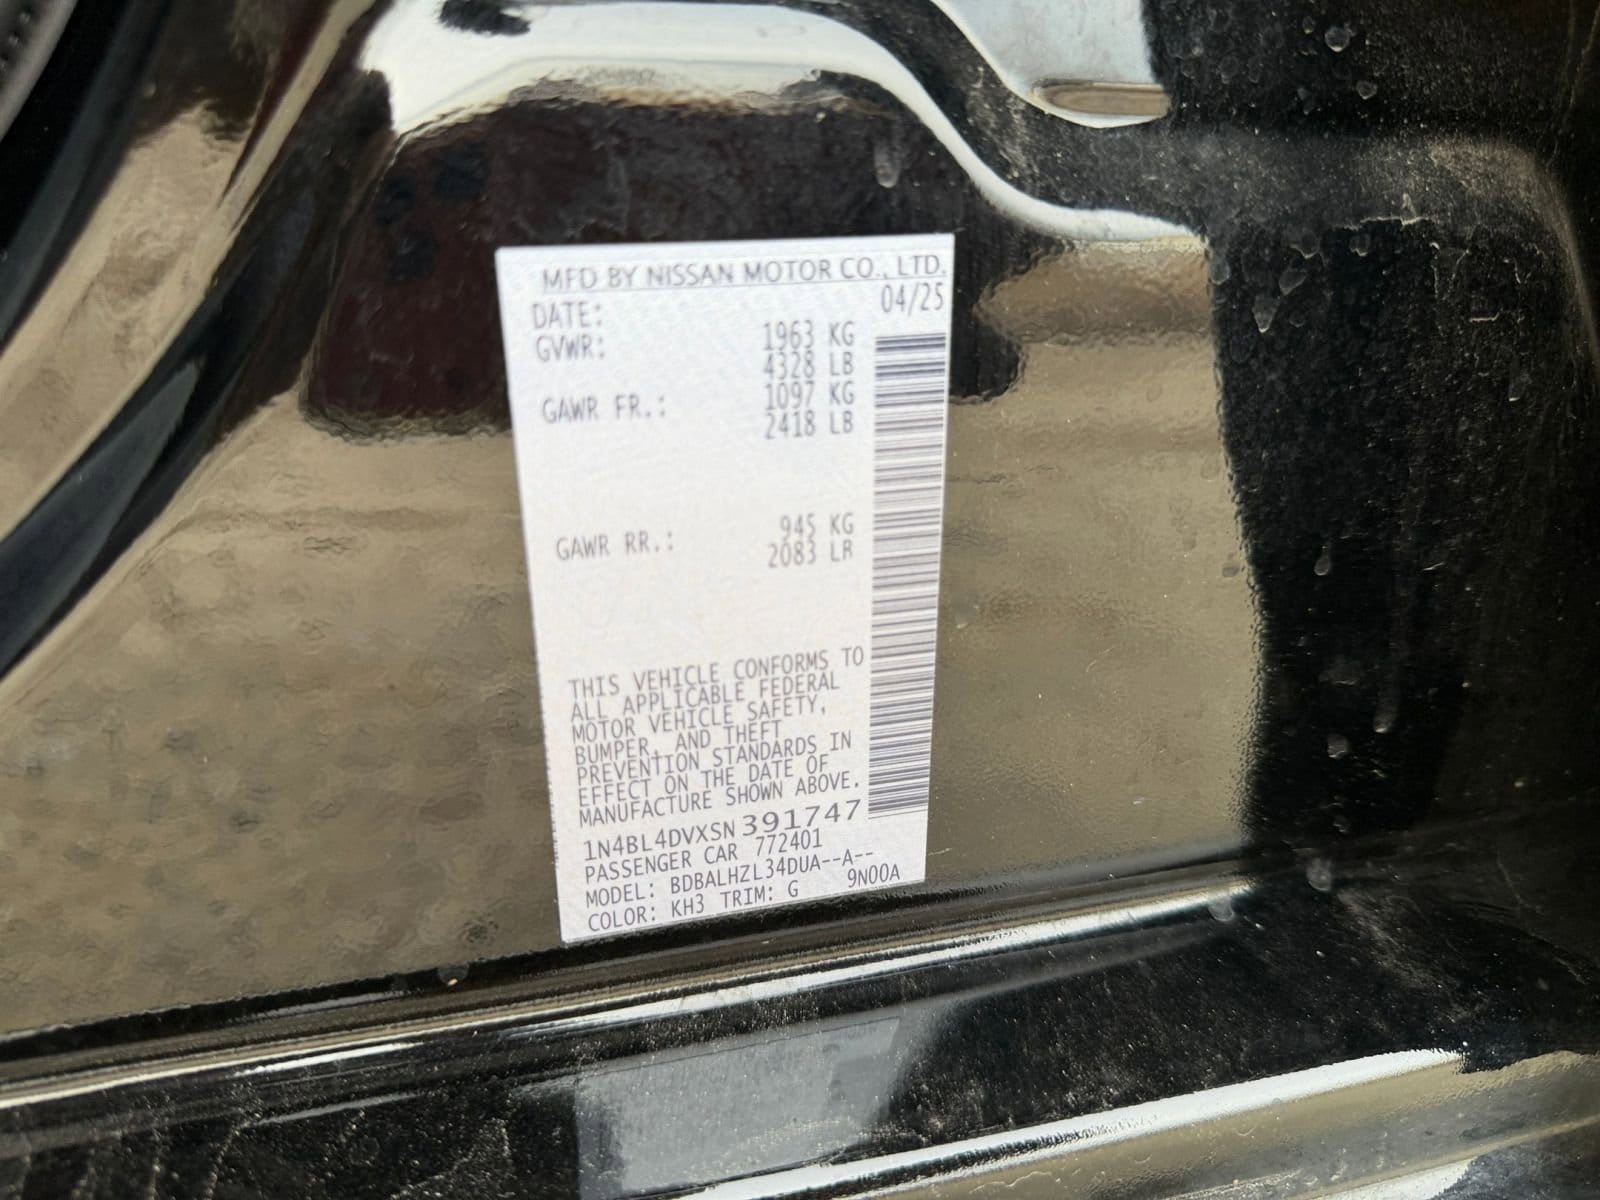 MFD BY NISSAN MOTOR CO., LTD.
DATE: 04/25
GVWR: 1963 KG
4328 LB
GAWR FR.: 1097 KG
2418 LB
GAWR RR.: 945 KG
2083 LB
THIS VEHICLE CONFORMS TO
ALL APPLICABLE FEDERAL
MOTOR VEHICLE SAFETY,
BUMPER, AND THEFT
PREVENTION STANDARDS IN
EFFECT ON THE DATE OF
MANUFACTURE SHOWN ABOVE.
1N4BL4DVXSN391747
PASSENGER CAR 772401
MODEL: BDBALHZL34DUA--A--
COLOR: KH3 TRIM: G 9N00A